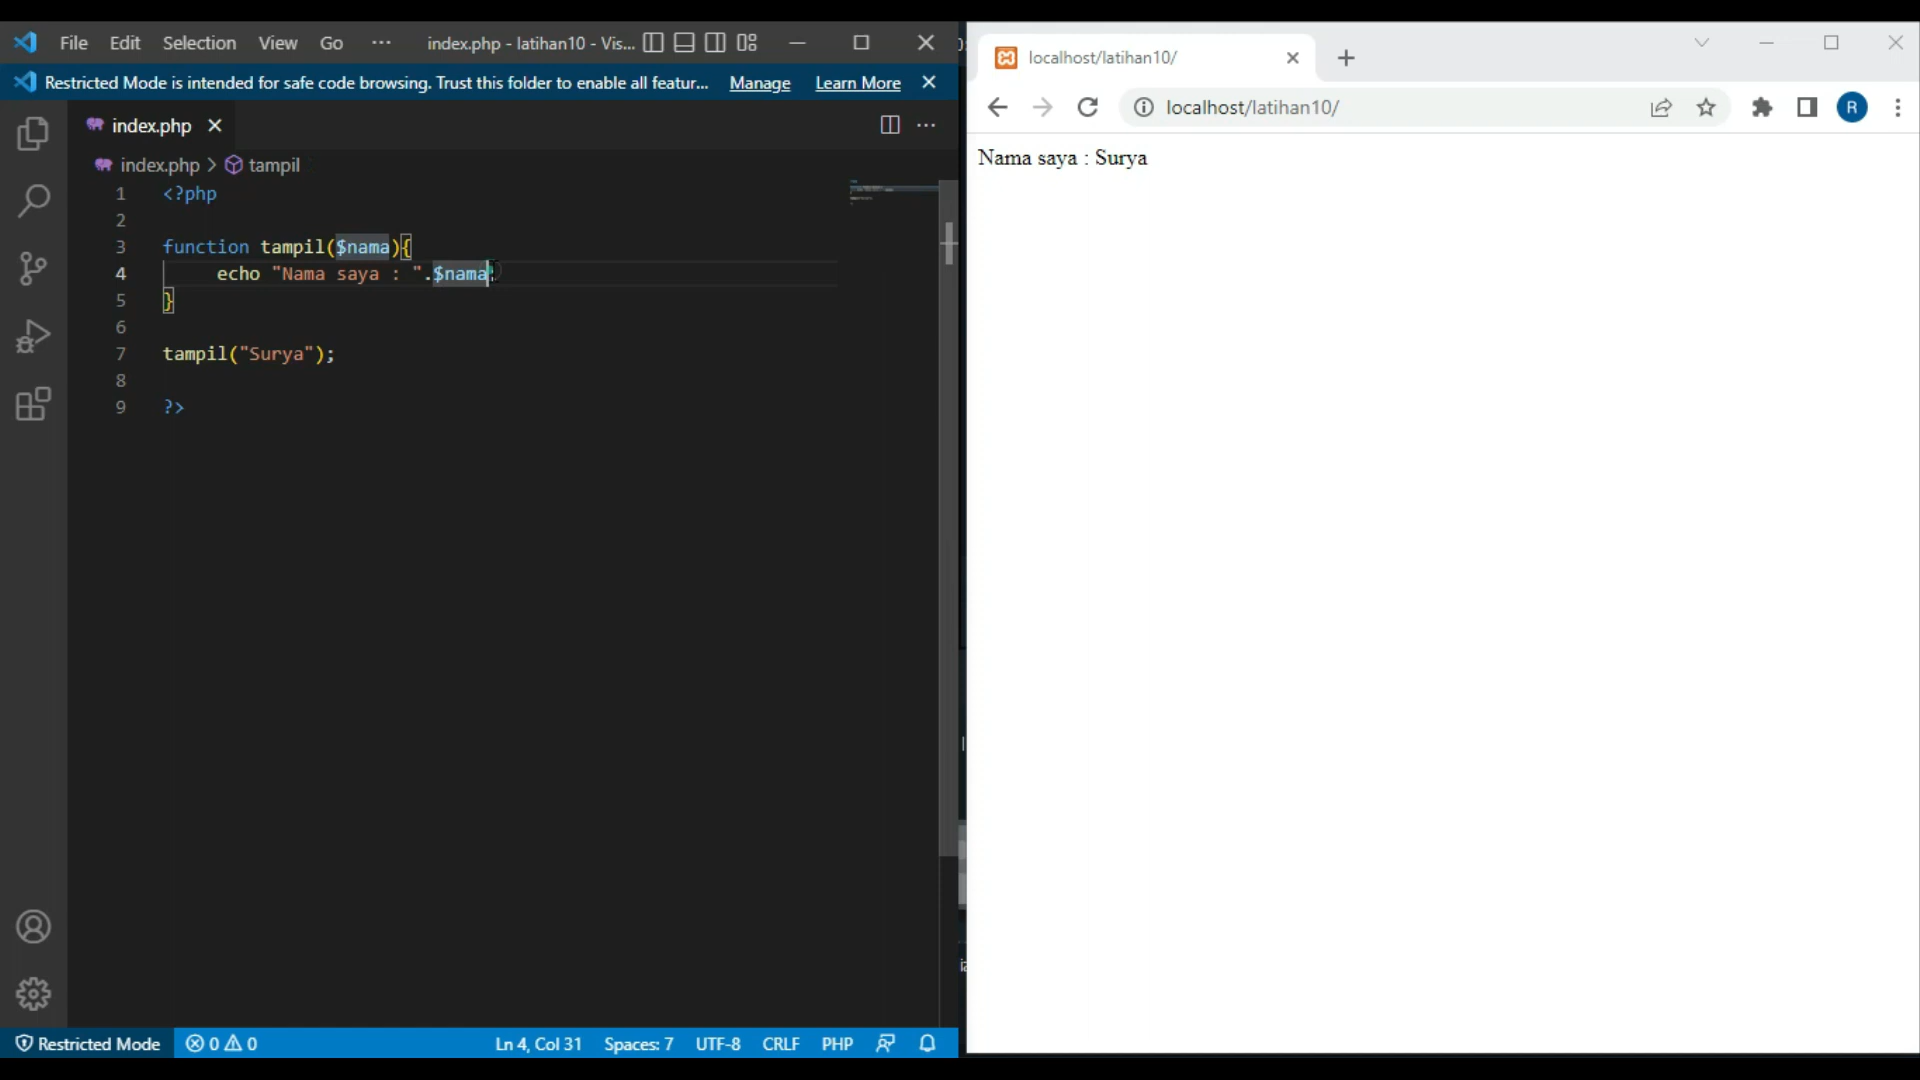 File Edit Selection View Go ··· index.php - latihan10 - Vis...
Restricted Mode is intended for safe code browsing. Trust this folder to enable all featur... Manage Learn More
index.php
index.php > tampil
1 <?php
2
3 function tampil($nama){
4 echo "Nama saya : ".$nama;
5 }
6
7 tampil("Surya");
8
9 ?>
Restricted Mode 0 0 Ln 4, Col 31 Spaces: 7 UTF-8 CRLF PHP
localhost/latihan10/
localhost/latihan10/ R
Nama saya : Surya